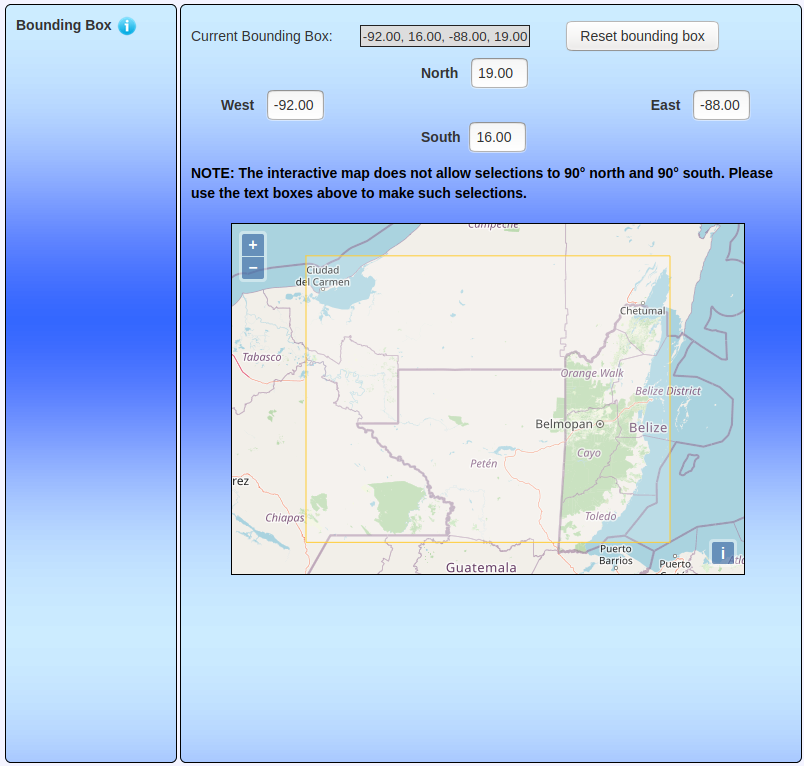 Bounding Box
Current Bounding Box: -92.00, 16.00, -88.00, 19.00 Reset bounding box
North 19.00
West -92.00 East -88.00
South 16.00
NOTE: The interactive map does not allow selections to 90° north and 90° south. Please
use the text boxes above to make such selections.
Campeche
+
−
Ciudad
del Carmen
Chetumal
Tabasco
Orange Walk
Belize District
Belmopan
Belize
Cayo
Petén
rez
Chiapas
Toledo
Puerto
Barrios
i
Puerto
Guatemala